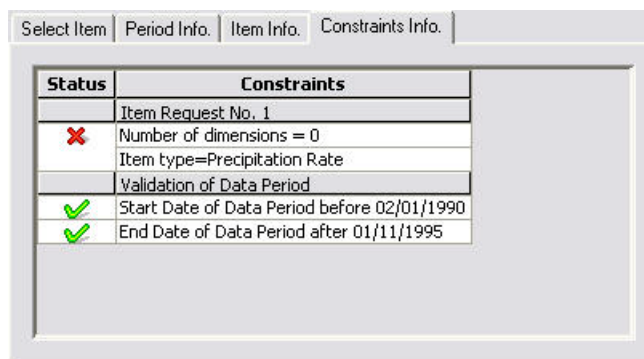 Select Item Period Info. Item Info. Constraints Info.
Status Constraints
Item Request No. 1
Number of dimensions = 0
Item type=Precipitation Rate
Validation of Data Period
Start Date of Data Period before 02/01/1990
End Date of Data Period after 01/11/1995